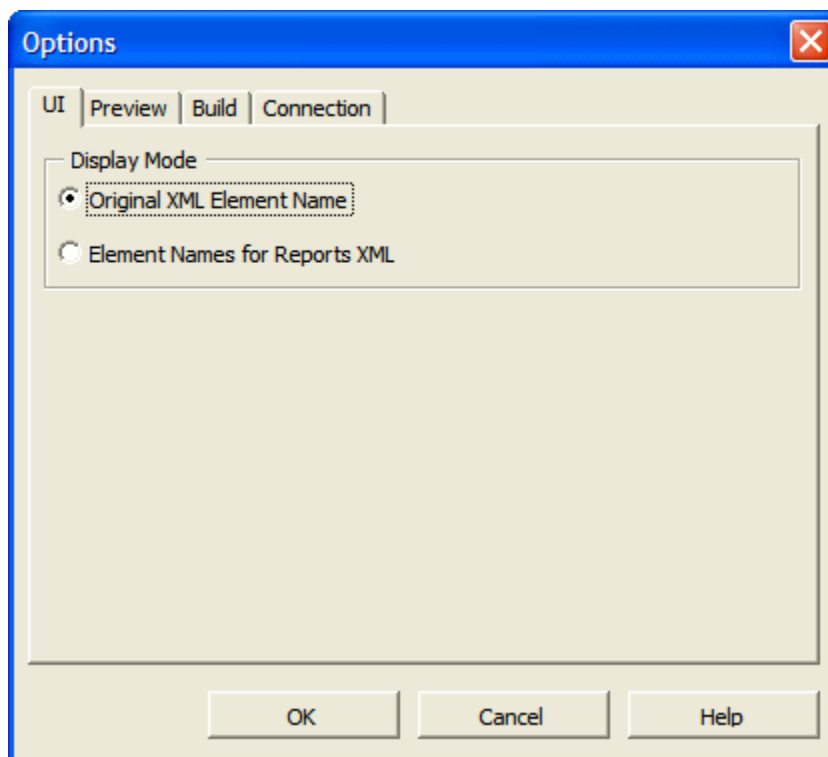 Options
UI Preview Build Connection
Display Mode
Original XML Element Name
Element Names for Reports XML
OK Cancel Help